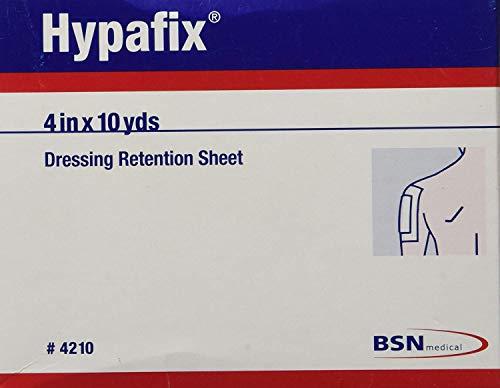 Hypafix®
4 in x 10 yds
Dressing Retention Sheet
# 4210
BSN medical